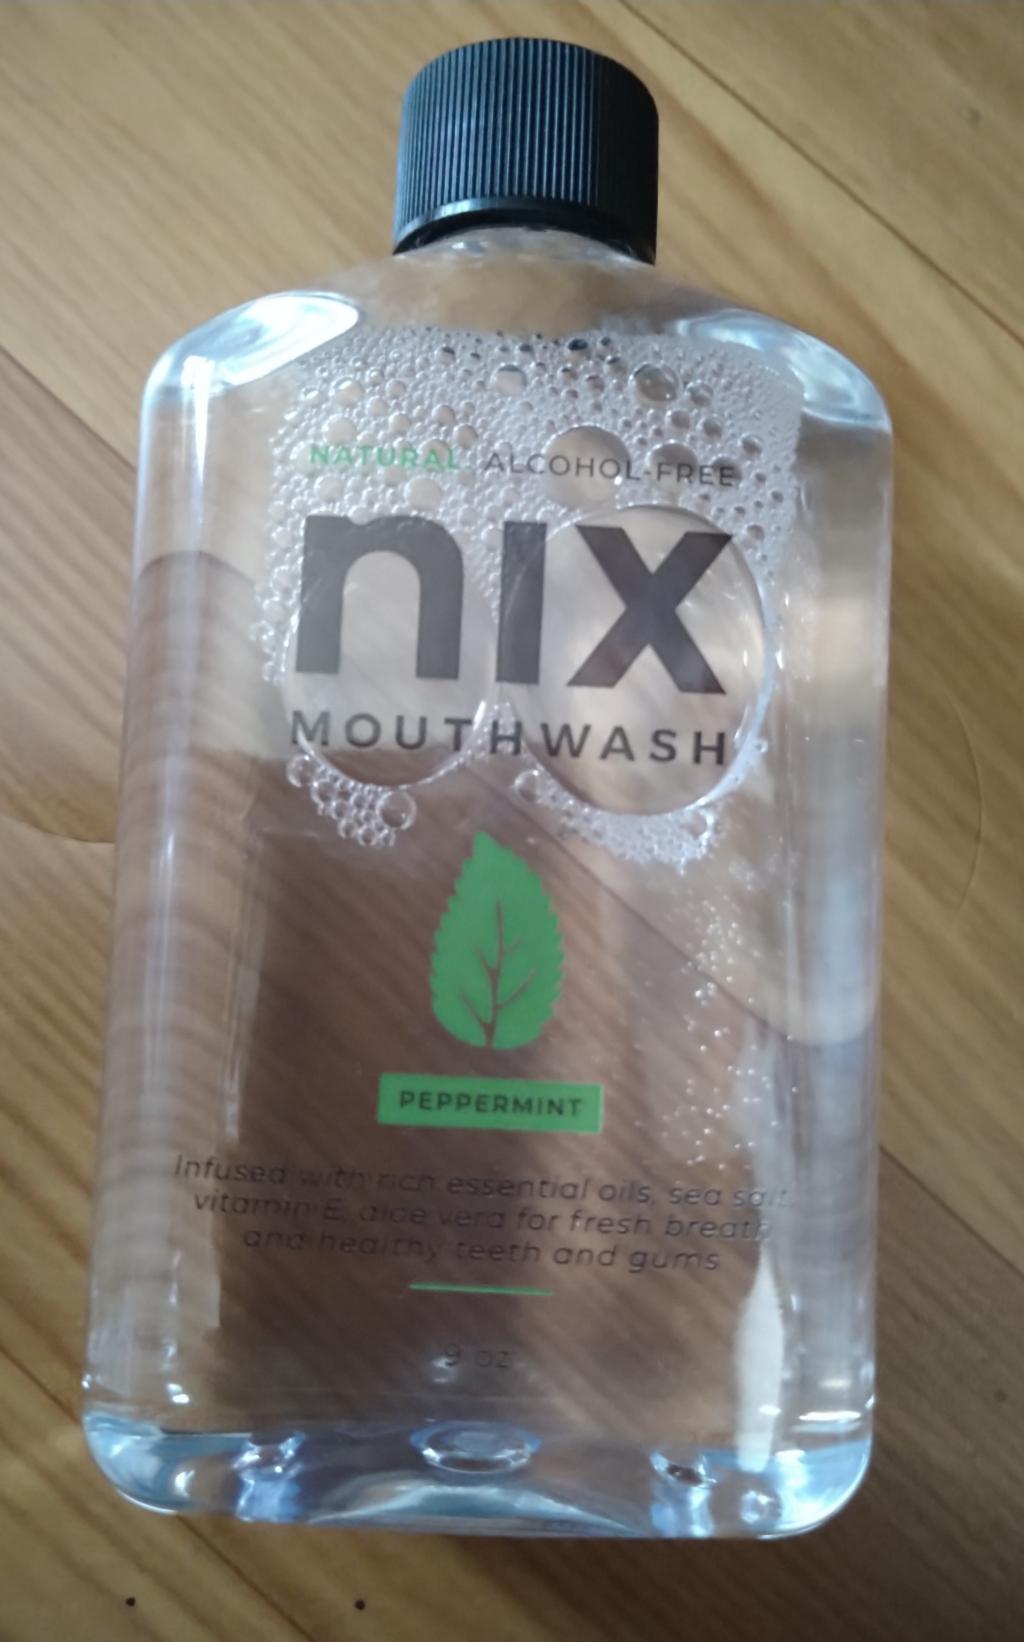 NATURAL. ALCOHOL-FREE
nix
MOUTHWASH
PEPPERMINT
Infused with rich essential oils, sea salt,
vitamin E, aloe vera for fresh breath
and healthy teeth and gums
9 oz